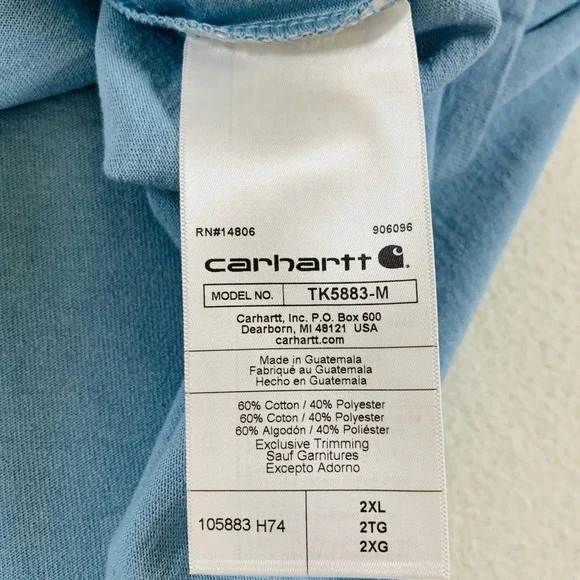 RN#14806 906096
carhartt
MODEL NO. TK5883-M
Carhartt, Inc. P.O. Box 600
Dearborn, MI 48121 USA
carhartt.com
Made in Guatemala
Fabriqué au Guatemala
Hecho en Guatemala
60% Cotton / 40% Polyester
60% Coton / 40% Polyester
60% Algodón / 40% Poliéster
Exclusive Trimming
Sauf Garnitures
Excepto Adorno
105883 H74
2XL
2TG
2XG